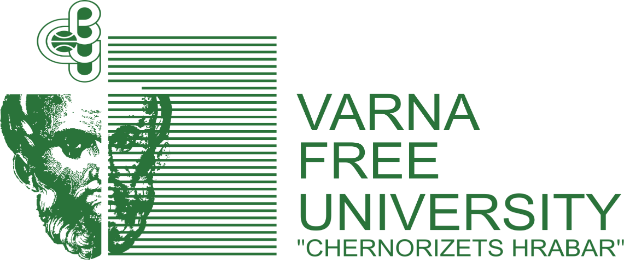 VARNA
FREE
UNIVERSITY
"CHERNORIZETS HRABAR"